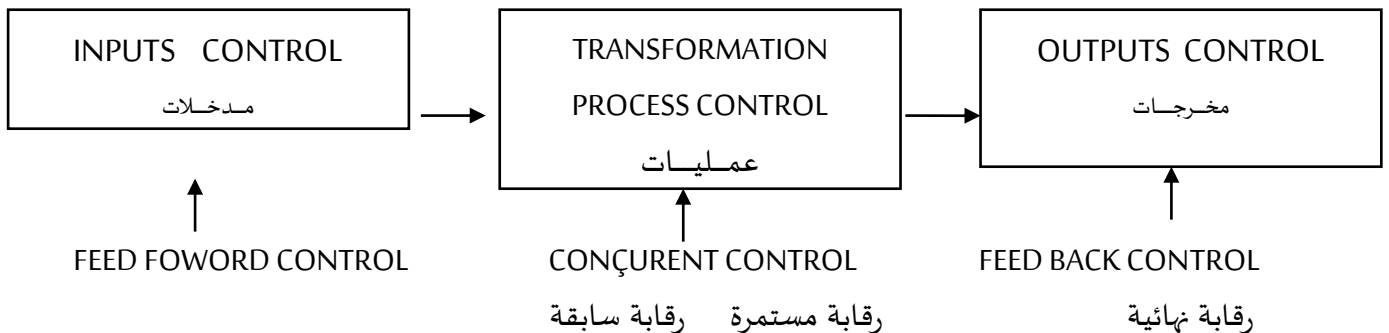 INPUTS CONTROL
مـدخـلات
TRANSFORMATION
PROCESS CONTROL
عمـليـات
OUTPUTS CONTROL
مخـرجـات
FEED FOWORD CONTROL
CONÇURENT CONTROL
FEED BACK CONTROL
رقابة سابقة
رقابة مستمرة
رقابة نهائية